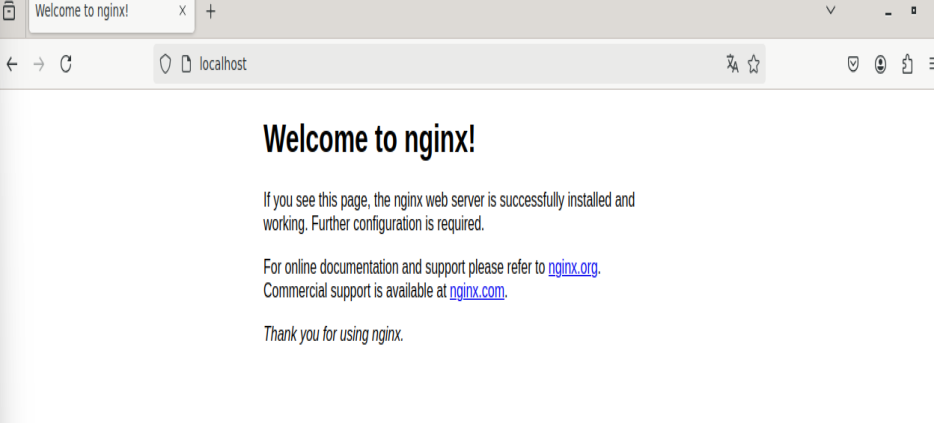 Welcome to nginx!
localhost
Welcome to nginx!
If you see this page, the nginx web server is successfully installed and
working. Further configuration is required.
For online documentation and support please refer to nginx.org.
Commercial support is available at nginx.com.
Thank you for using nginx.